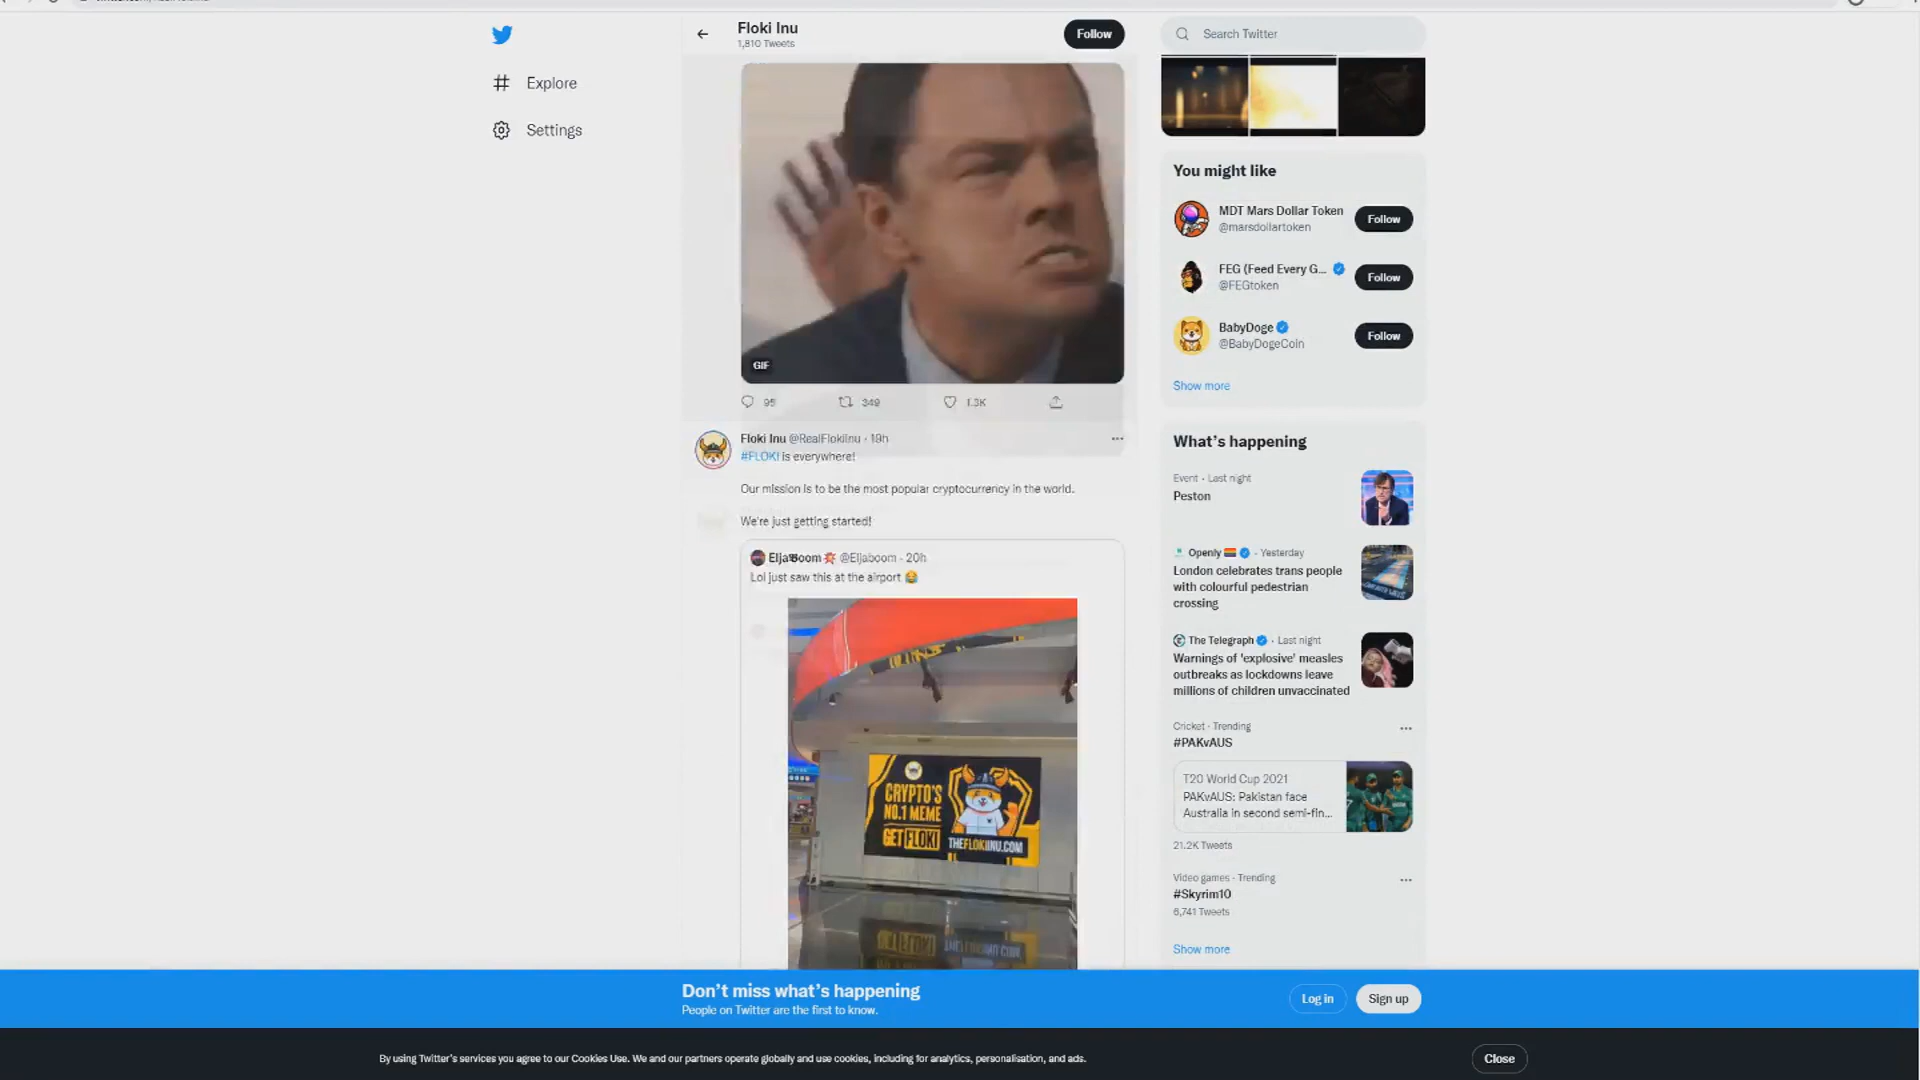 Floki Inu
1,810 Tweets
Follow
Search Twitter
Explore
Settings
GIF
95
349
1.3K
Floki Inu @RealFlokiInu · 19h
#FLOKI is everywhere!
Our mission is to be the most popular cryptocurrency in the world.
We're just getting started!
@Eljaboom · 20h
Lol just saw this at the airport 😂
CRYPTO'S
NO.1 MEME
GET FLOKI
THEFLOKIINU.COM
You might like
MDT Mars Dollar Token
@marsdollartoken
Follow
FEG (Feed Every G...
@FEGtoken
Follow
BabyDoge
@BabyDogeCoin
Follow
Show more
What's happening
Event · Last night
Peston
Openly 🏳️‍🌈 · Yesterday
London celebrates trans people
with colourful pedestrian
crossing
The Telegraph · Last night
Warnings of 'explosive' measles
outbreaks as lockdowns leave
millions of children unvaccinated
Cricket · Trending
#PAKvAUS
T20 World Cup 2021
PAKvAUS: Pakistan face
Australia in second semi-fin...
21.2K Tweets
Video games · Trending
#Skyrim10
6,741 Tweets
Show more
Don't miss what's happening
People on Twitter are the first to know.
Log in
Sign up
By using Twitter's services you agree to our Cookies Use. We and our partners operate globally and use cookies, including for analytics, personalisation, and ads.
Close